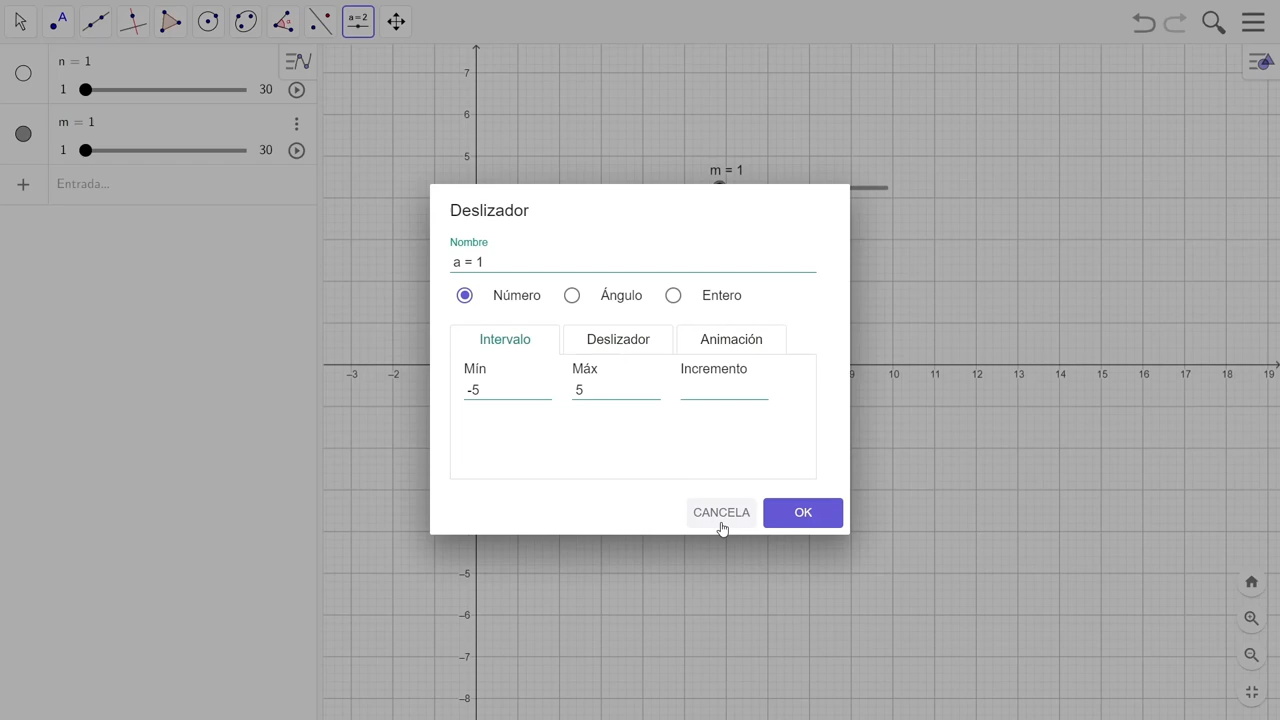 A
a=2
n = 1
1 30
m = 1
1 30
Entrada...
m = 1
7
6
5
-3 -2 9 10 11 12 13 14 15 16 17 18 19
-5
-6
-7
-8
Deslizador
Nombre
a = 1
Número Ángulo Entero
Intervalo Deslizador Animación
Mín Máx Incremento
-5 5
CANCELA OK